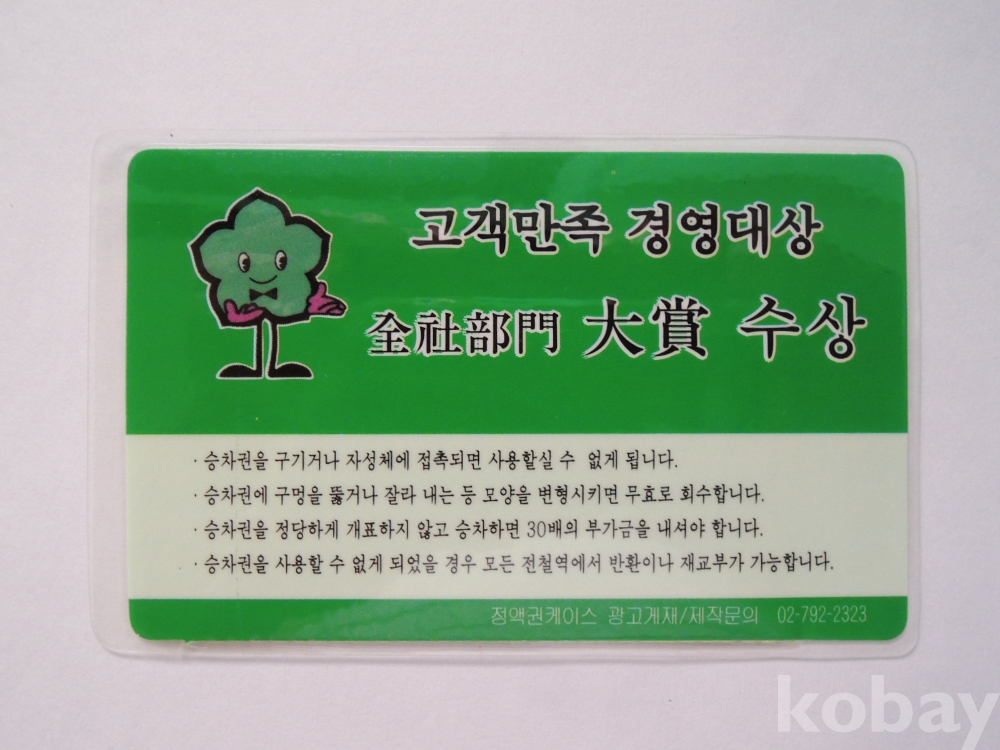 고객만족 경영대상
全社部門 大賞 수상
· 승차권을 구기거나 자성체에 접촉되면 사용할실 수 없게 됩니다.
· 승차권에 구멍을 뚫거나 잘라 내는 등 모양을 변형시키면 무효로 회수합니다.
· 승차권을 정당하게 개표하지 않고 승차하면 30배의 부가금을 내셔야 합니다.
· 승차권을 사용할 수 없게 되었을 경우 모든 전철역에서 반환이나 재교부가 가능합니다.
정액권케이스 광고게재/제작문의 02-792-2323
kobay